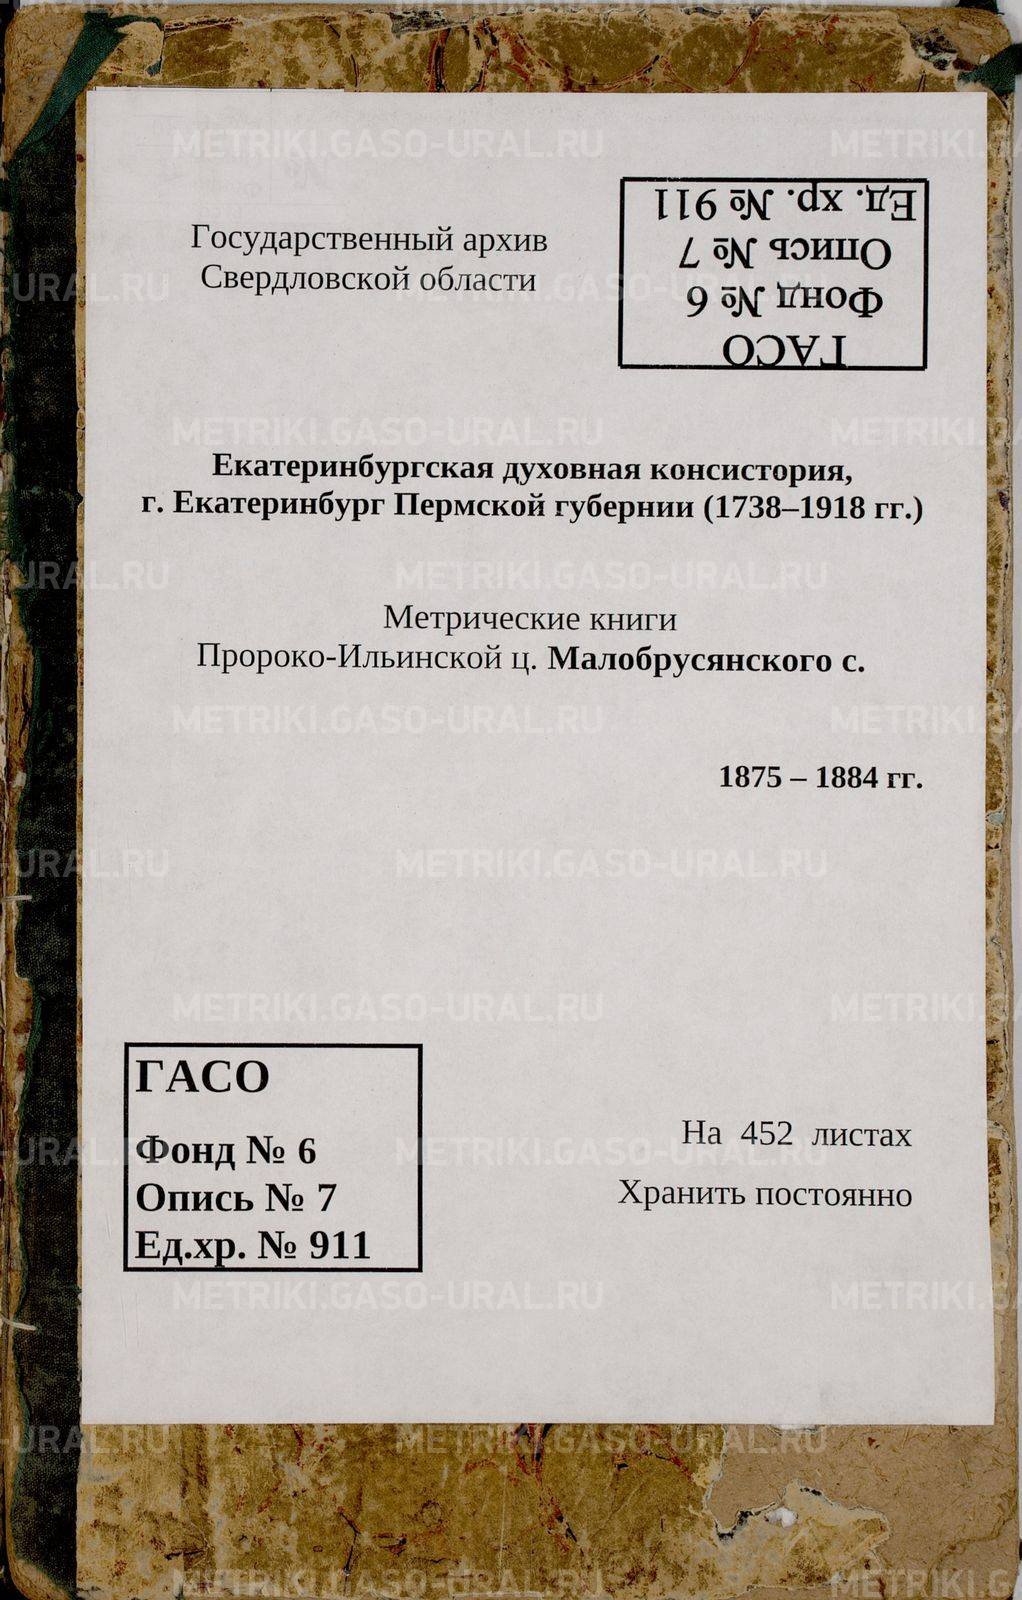 Государственный архив
Свердловской области
ГАСО
Фонд № 6
Опись № 7
Ед. хр. № 911
Екатеринбургская духовная консистория,
г. Екатеринбург Пермской губернии (1738–1918 гг.)
Метрические книги
Пророко-Ильинской ц. Малобрусянского с.
1875 – 1884 гг.
ГАСО
Фонд № 6
Опись № 7
Ед.хр. № 911
На 452 листах
Хранить постоянно
METRIKI.GASO-URAL.RU